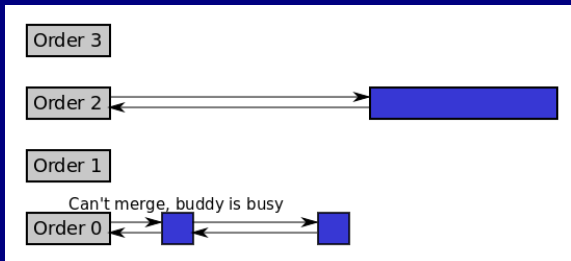 Order 3
Order 2
Order 1
Can't merge, buddy is busy
Order 0